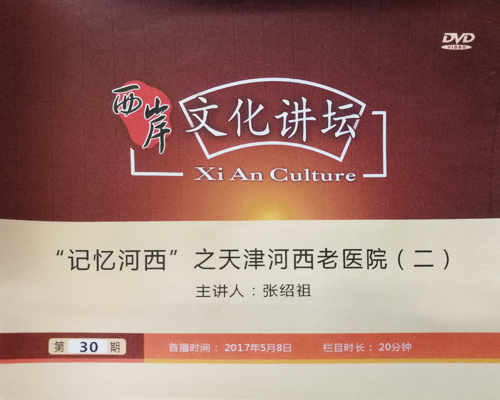 DVD
VIDEO
西岸
文化讲坛
Xi An Culture
“记忆河西”之天津河西老医院（二）
主讲人：张绍祖
第 30 期
首播时间：2017年5月8日
栏目时长：20分钟